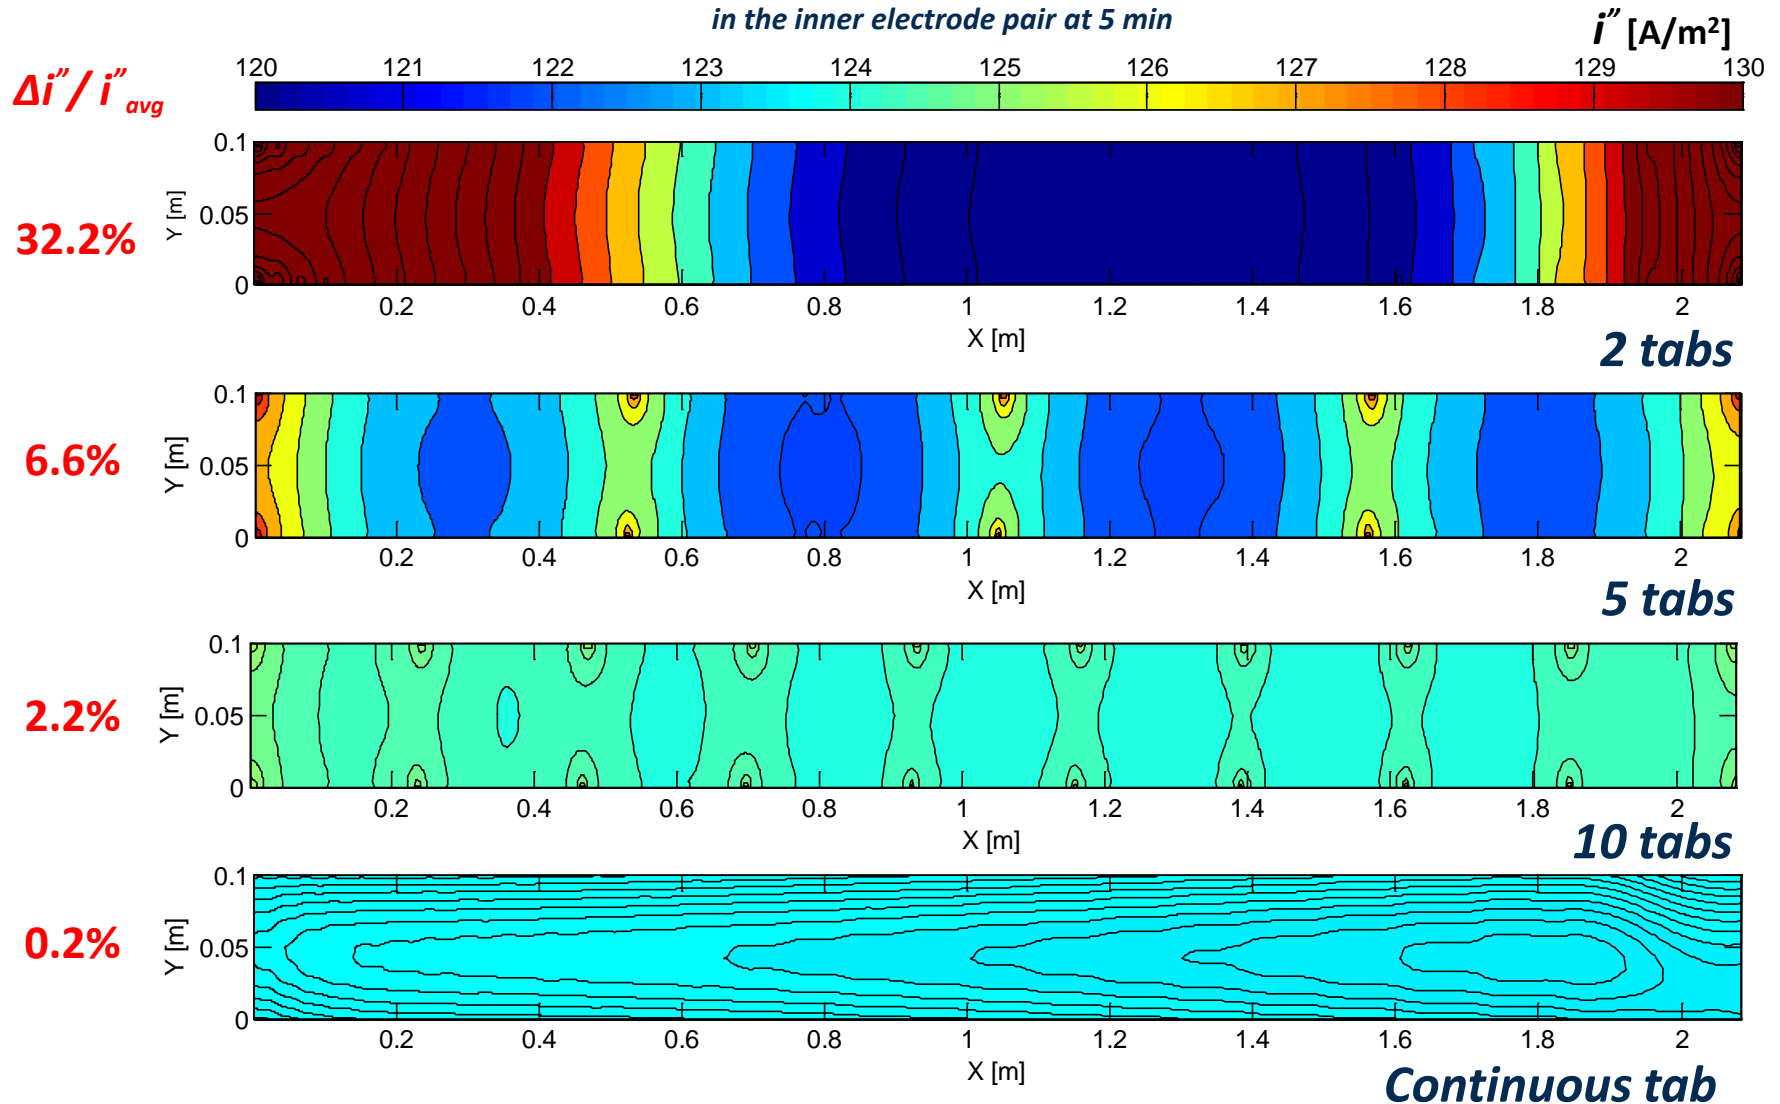 in the inner electrode pair at 5 min
i″ [A/m²]
Δi″/ i″avg
120 121 122 123 124 125 126 127 128 129 130
32.2%
Y [m]
0.1
0.05
0
0.2 0.4 0.6 0.8 1 1.2 1.4 1.6 1.8 2
X [m]
2 tabs
6.6%
Y [m]
0.1
0.05
0
0.2 0.4 0.6 0.8 1 1.2 1.4 1.6 1.8 2
X [m]
5 tabs
2.2%
Y [m]
0.1
0.05
0
0.2 0.4 0.6 0.8 1 1.2 1.4 1.6 1.8 2
X [m]
10 tabs
0.2%
Y [m]
0.1
0.05
0
0.2 0.4 0.6 0.8 1 1.2 1.4 1.6 1.8 2
X [m]
Continuous tab